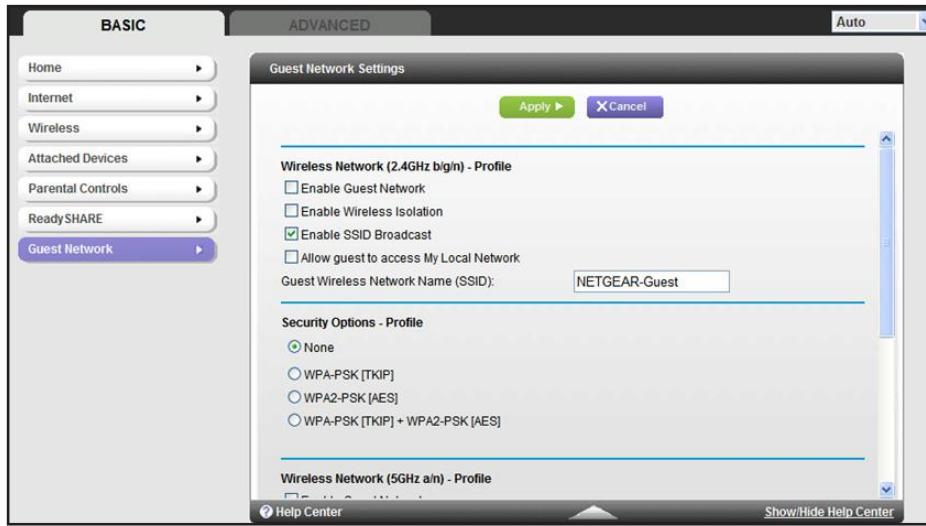 BASIC
ADVANCED
Auto
Home
Internet
Wireless
Attached Devices
Parental Controls
ReadySHARE
Guest Network
Guest Network Settings
Apply
Cancel
Wireless Network (2.4GHz b/g/n) - Profile
Enable Guest Network
Enable Wireless Isolation
Enable SSID Broadcast
Allow guest to access My Local Network
Guest Wireless Network Name (SSID): NETGEAR-Guest
Security Options - Profile
None
WPA-PSK [TKIP]
WPA2-PSK [AES]
WPA-PSK [TKIP] + WPA2-PSK [AES]
Wireless Network (5GHz a/n) - Profile
Help Center
Show/Hide Help Center